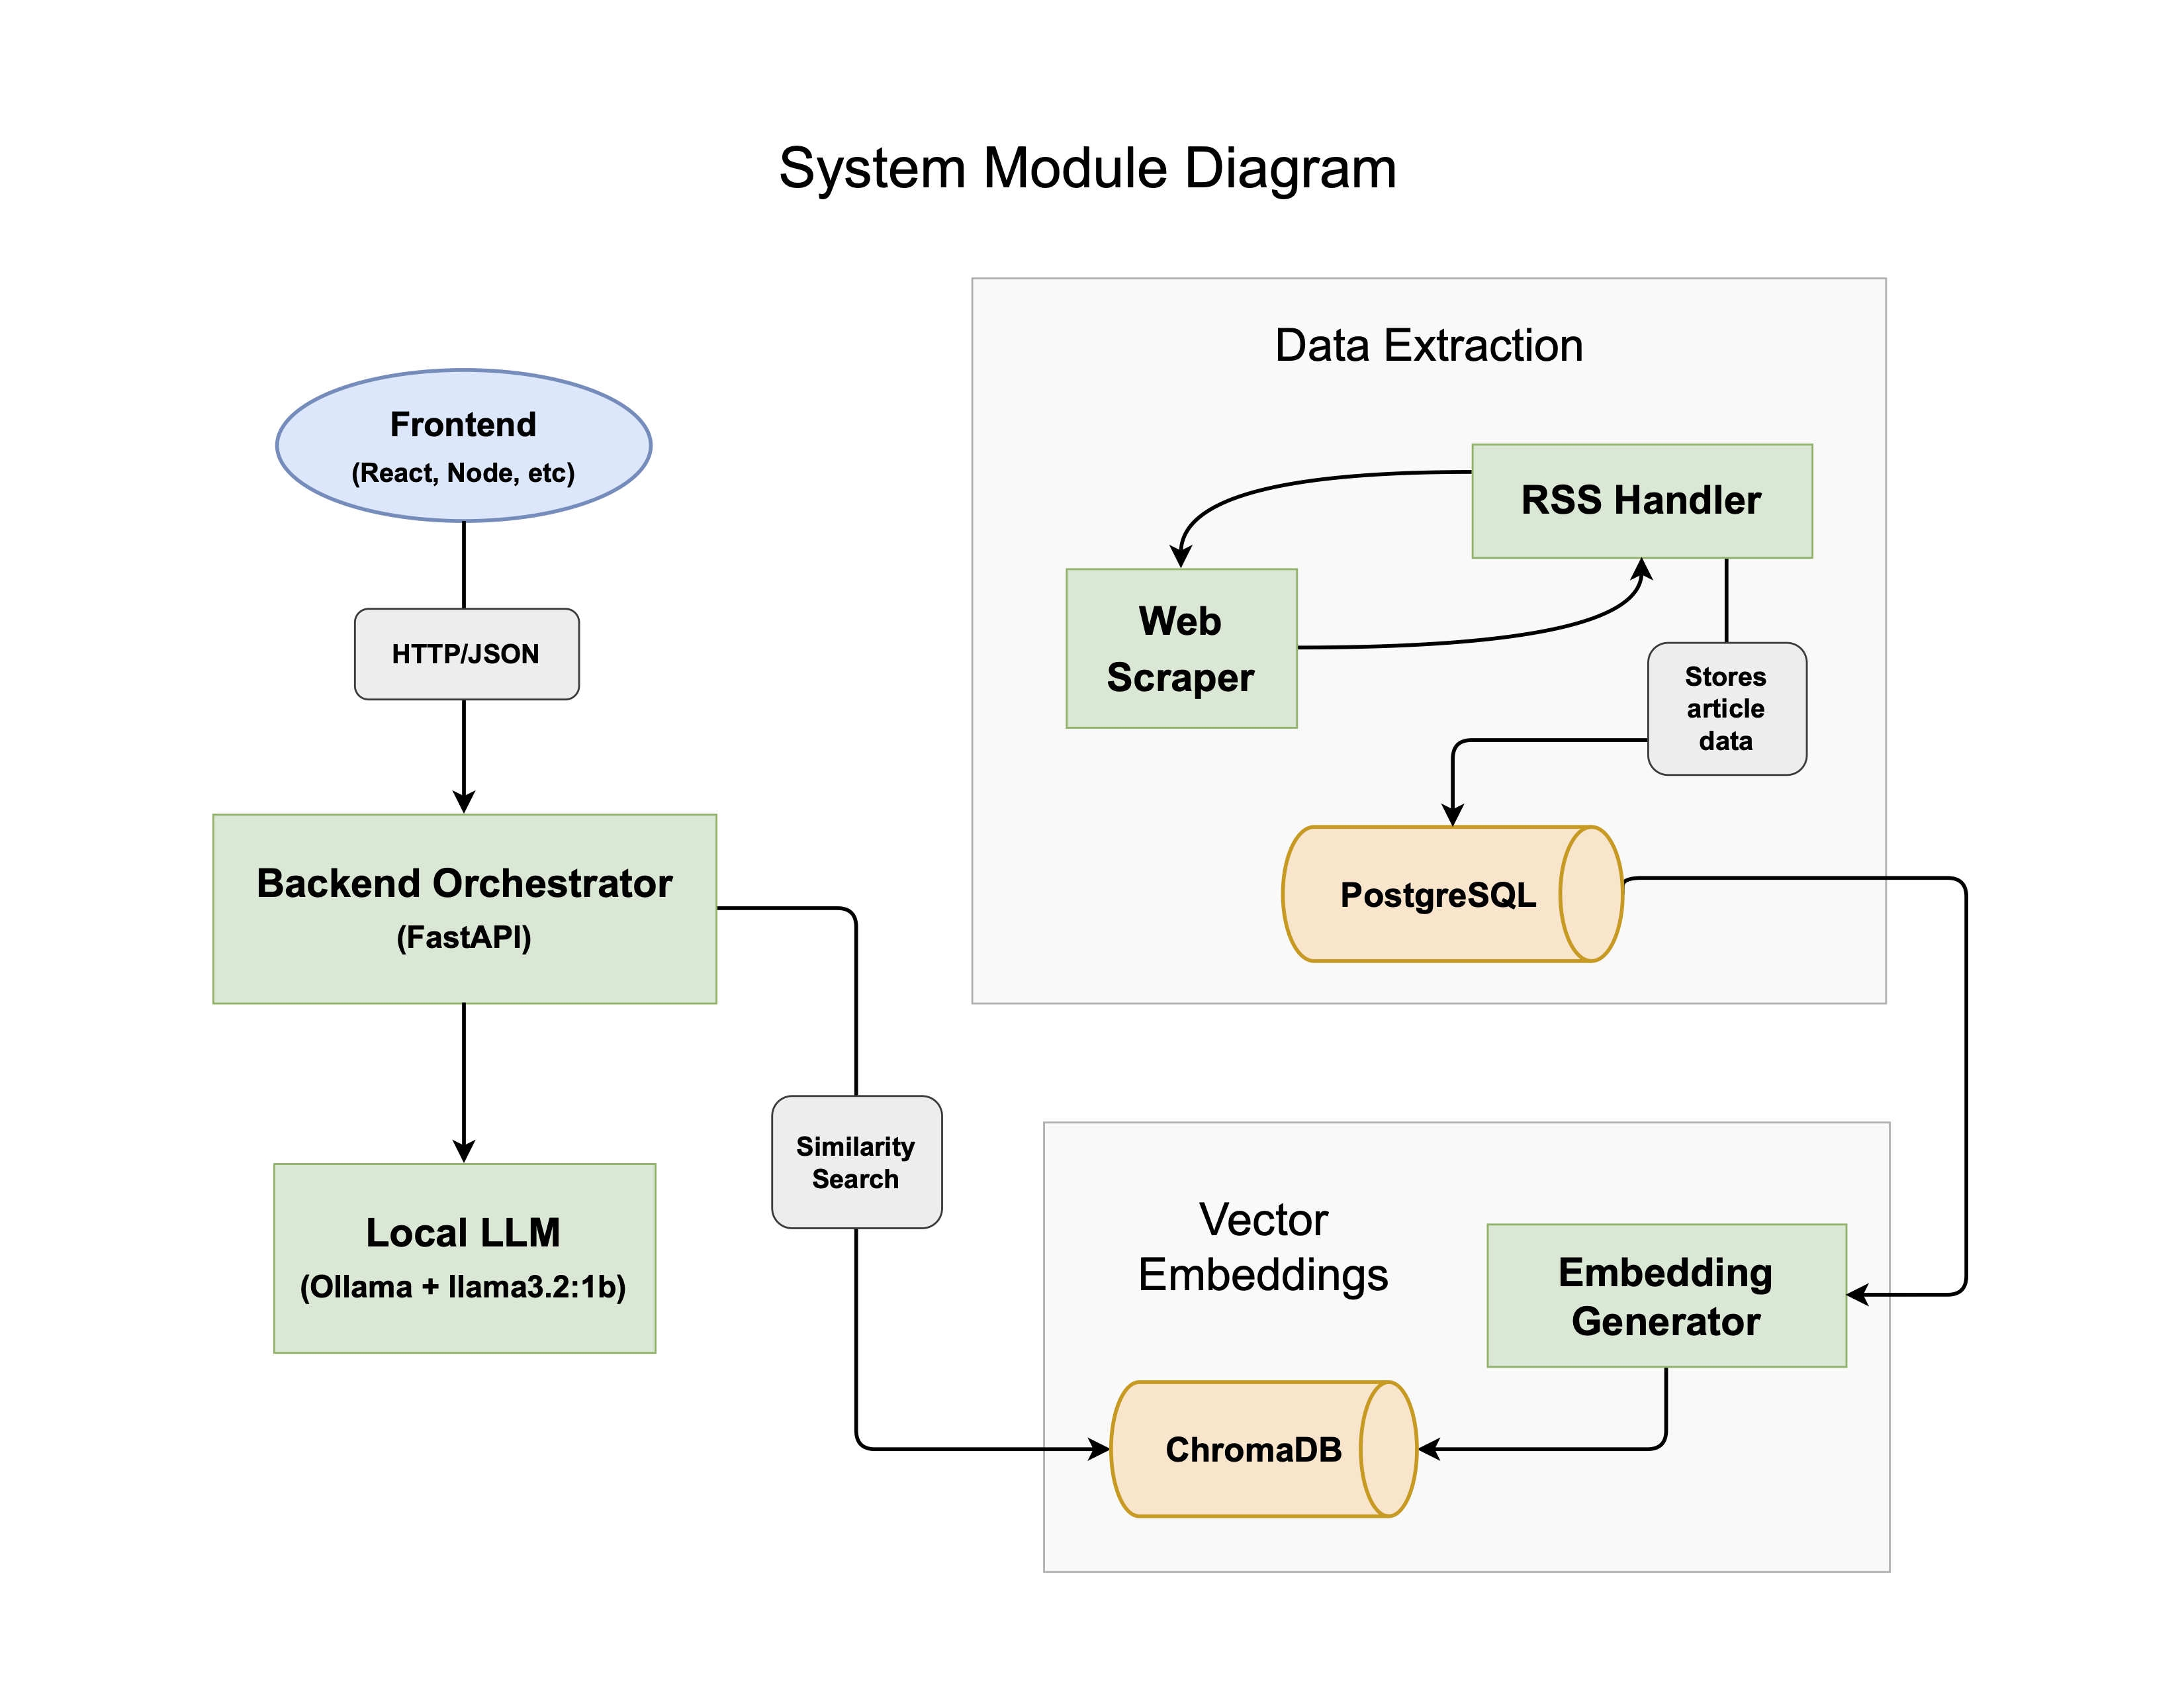 System Module Diagram
Data Extraction
Frontend
(React, Node, etc)
RSS Handler
Web
Scraper
HTTP/JSON
Stores
article
data
Backend Orchestrator
(FastAPI)
PostgreSQL
Similarity
Search
Local LLM
(Ollama + llama3.2:1b)
Vector
Embeddings
Embedding
Generator
ChromaDB